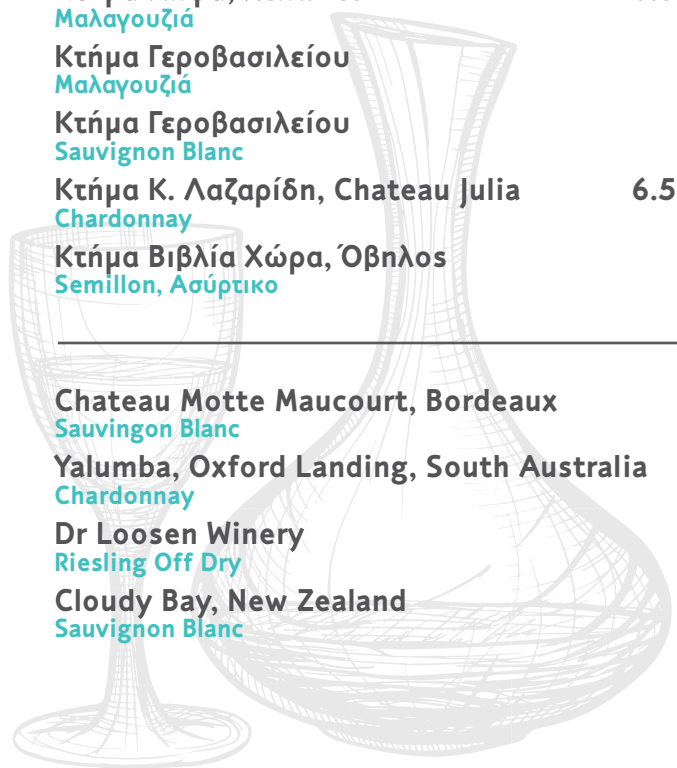 Μαλαγουζιά
Κτήμα Γεροβασιλείου
Μαλαγουζιά
Κτήμα Γεροβασιλείου
Sauvignon Blanc
Κτήμα Κ. Λαζαρίδη, Chateau Julia 6.5
Chardonnay
Κτήμα Βιβλία Χώρα, Όβηλος
Semillon, Ασύρτικο
Chateau Motte Maucourt, Bordeaux
Sauvingon Blanc
Yalumba, Oxford Landing, South Australia
Chardonnay
Dr Loosen Winery
Riesling Off Dry
Cloudy Bay, New Zealand
Sauvignon Blanc